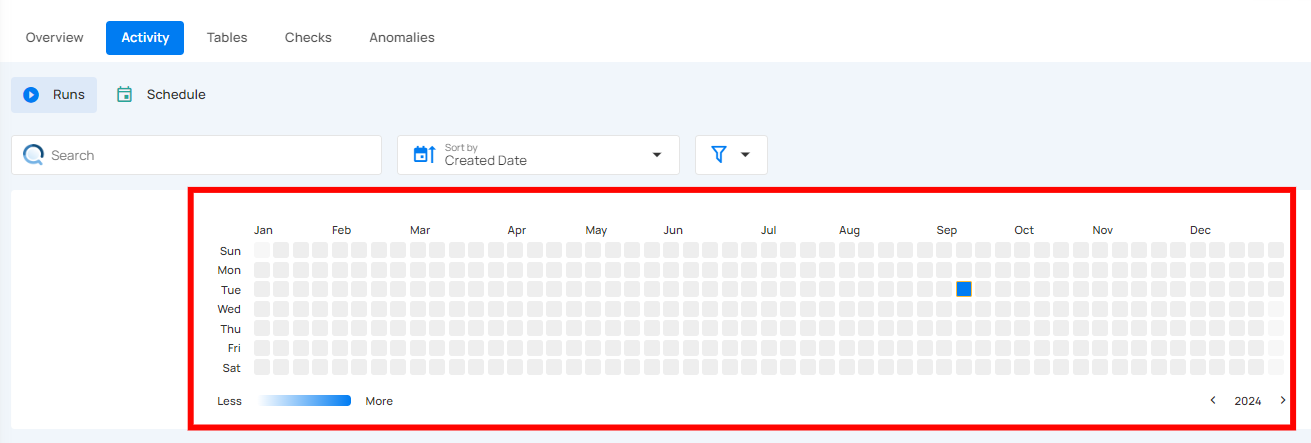 Overview Activity Tables Checks Anomalies
Runs Schedule
Search
Sort by
Created Date
Jan Feb Mar Apr May Jun Jul Aug Sep Oct Nov Dec
Sun
Mon
Tue
Wed
Thu
Fri
Sat
Less More 2024